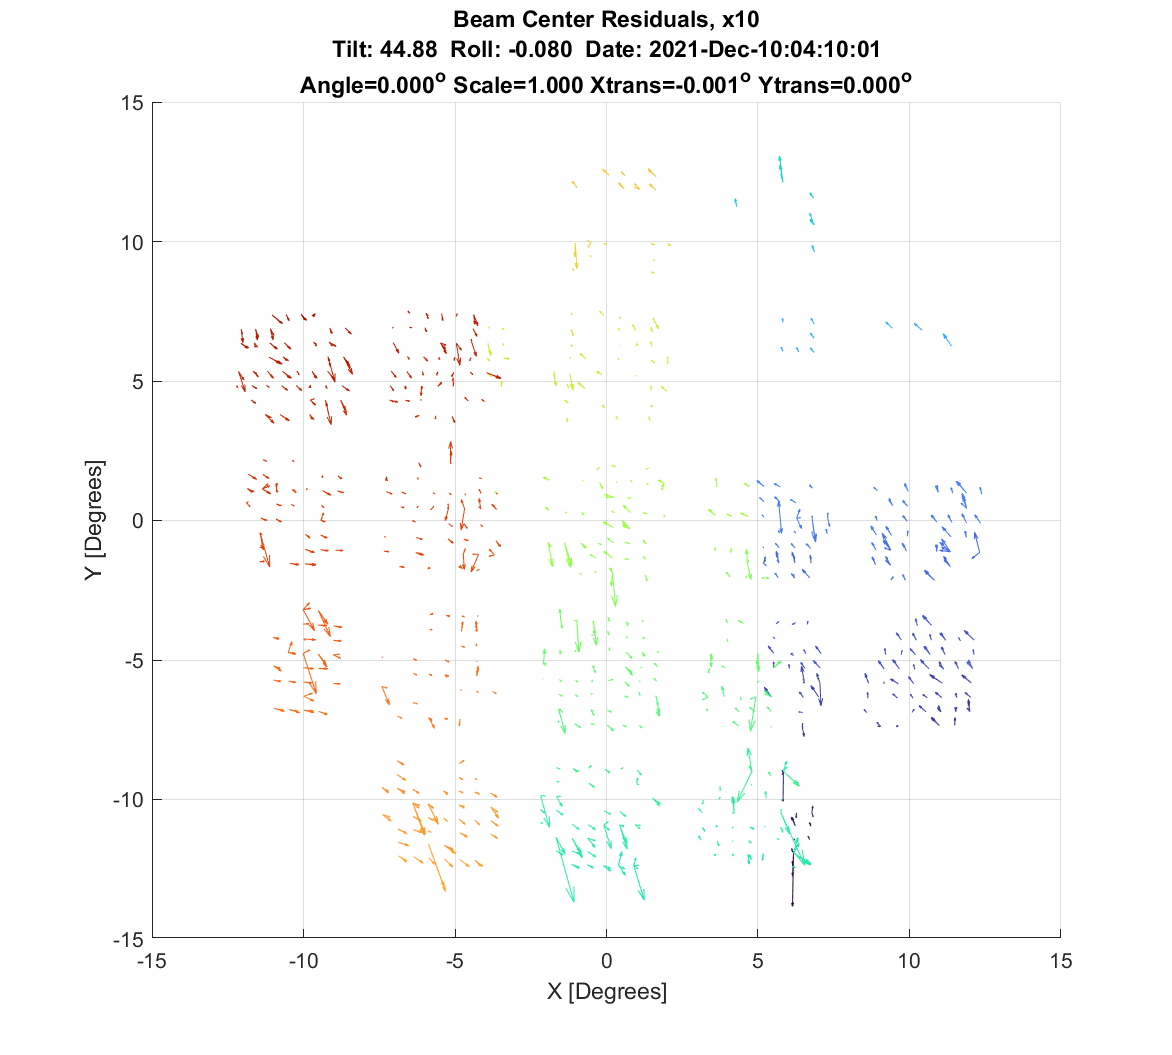 Beam Center Residuals, x10
Tilt: 44.88 Roll: -0.080 Date: 2021-Dec-10:04:10:01
Angle=0.000° Scale=1.000 Xtrans=-0.001° Ytrans=0.000°
15
10
5
0
-5
-10
-15
Y [Degrees]
-15 -10 -5 0 5 10 15
X [Degrees]